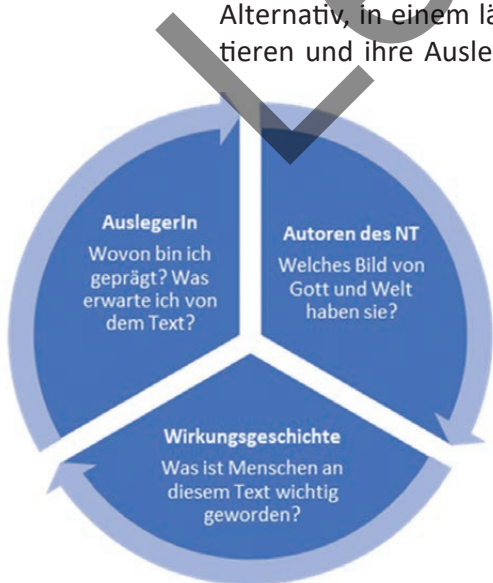 Alternativ, in einem lä
tieren und ihre Ausle
AuslegerIn
Wovon bin ich
geprägt? Was
erwarte ich von
dem Text?
Autoren des NT
Welches Bild von
Gott und Welt
haben sie?
Wirkungsgeschichte
Was ist Menschen an
diesem Text wichtig
geworden?